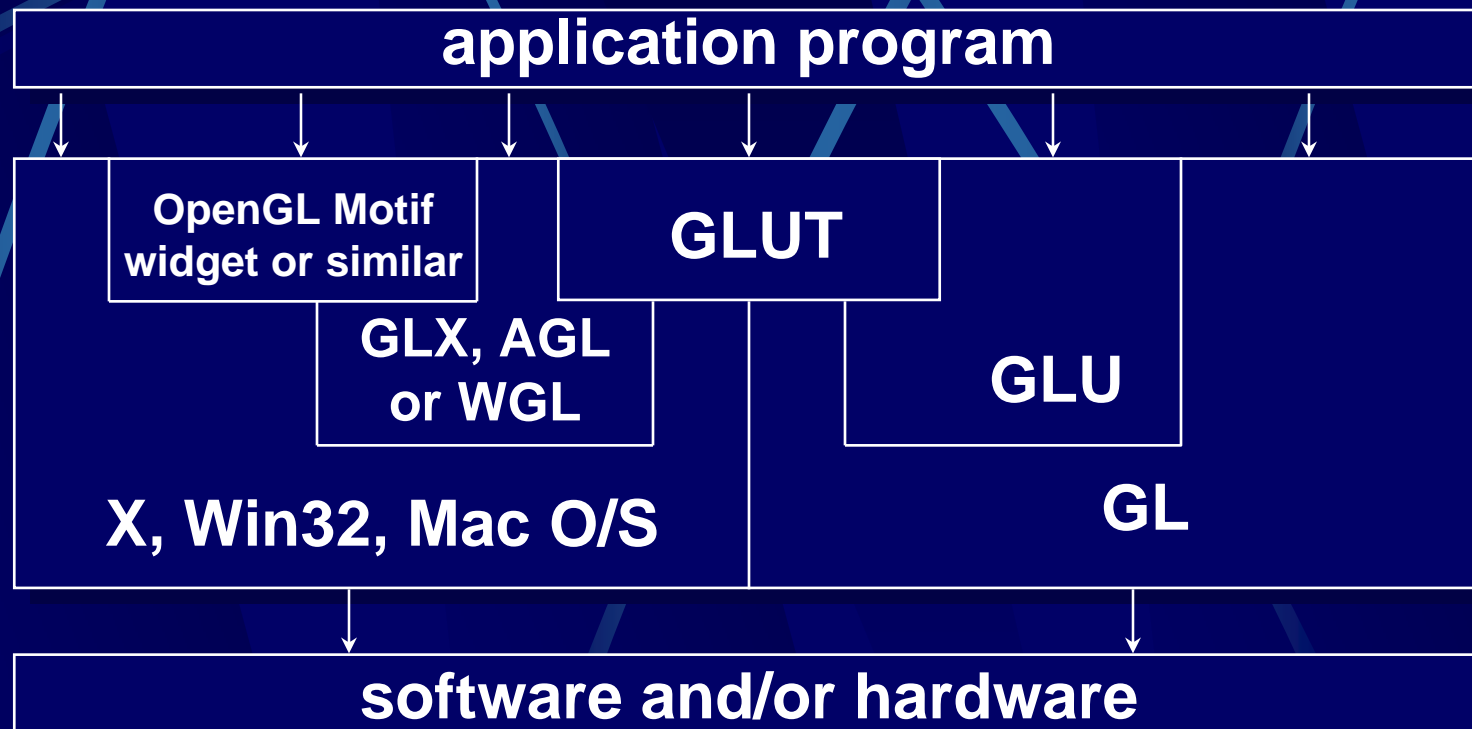 application program
OpenGL Motif
widget or similar
GLUT
GLX, AGL
or WGL
GLU
X, Win32, Mac O/S
GL
software and/or hardware